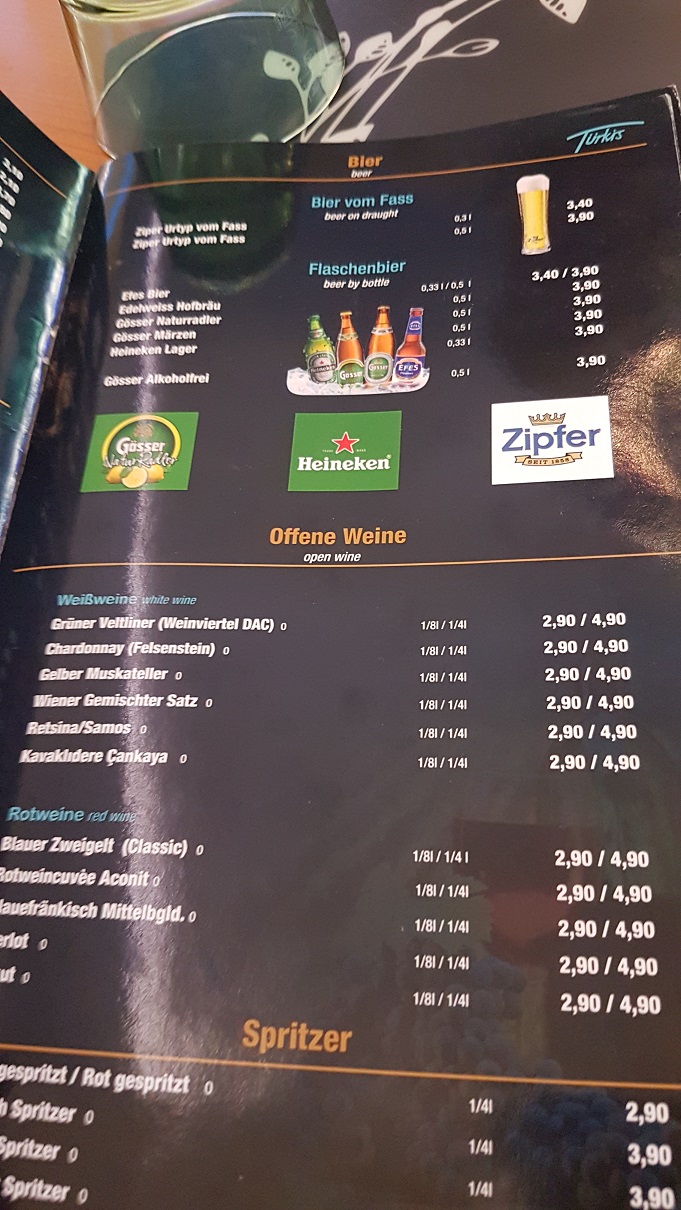 Türkis
Bier
beer
Bier vom Fass
beer on draught
Ziper Urtyp vom Fass 0,3 l 3,40
Ziper Urtyp vom Fass 0,5 l 3,90
Flaschenbier
beer by bottle
Efes Bier 0,33 l / 0,5 l 3,40 / 3,90
Edelweiss Hofbräu 0,5 l 3,90
Gösser Naturradler 0,5 l 3,90
Gösser Märzen 0,5 l 3,90
Heineken Lager 0,33 l 3,90
Gösser Alkoholfrei 0,5 l 3,90
Heineken Gösser Gösser EFES
Gösser
NaturRadler
Heineken
Zipfer
SEIT 1858
Offene Weine
open wine
Weißweine white wine
Grüner Veltliner (Weinviertel DAC) O 1/8l / 1/4l 2,90 / 4,90
Chardonnay (Felsenstein) O 1/8l / 1/4l 2,90 / 4,90
Gelber Muskateller O 1/8l / 1/4l 2,90 / 4,90
Wiener Gemischter Satz O 1/8l / 1/4l 2,90 / 4,90
Retsina/Samos O 1/8l / 1/4l 2,90 / 4,90
Kavaklıdere Çankaya O 1/8l / 1/4l 2,90 / 4,90
Rotweine red wine
Blauer Zweigelt (Classic) O 1/8l / 1/4 l 2,90 / 4,90
Rotweincuvèe Aconit O 1/8l / 1/4l 2,90 / 4,90
lauefränkisch Mittelbgld. O 1/8l / 1/4l 2,90 / 4,90
erlot O 1/8l / 1/4l 2,90 / 4,90
ut O 1/8l / 1/4l 2,90 / 4,90
Spritzer
gespritzt / Rot gespritzt O 1/4l 2,90
h Spritzer O 1/4l 3,90
Spritzer O 1/4l 3,90
Spritzer O